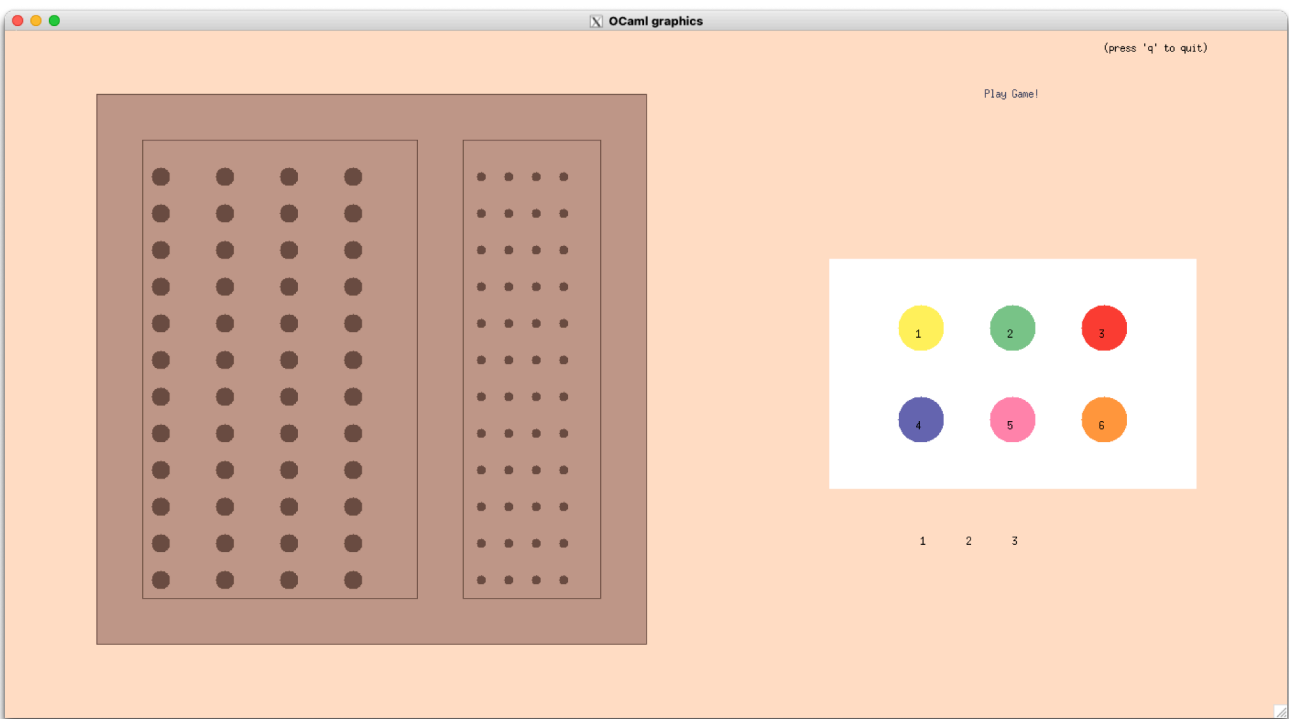 OCaml graphics
(press 'q' to quit)
Play Game!
1 2 3
4 5 6
1 2 3